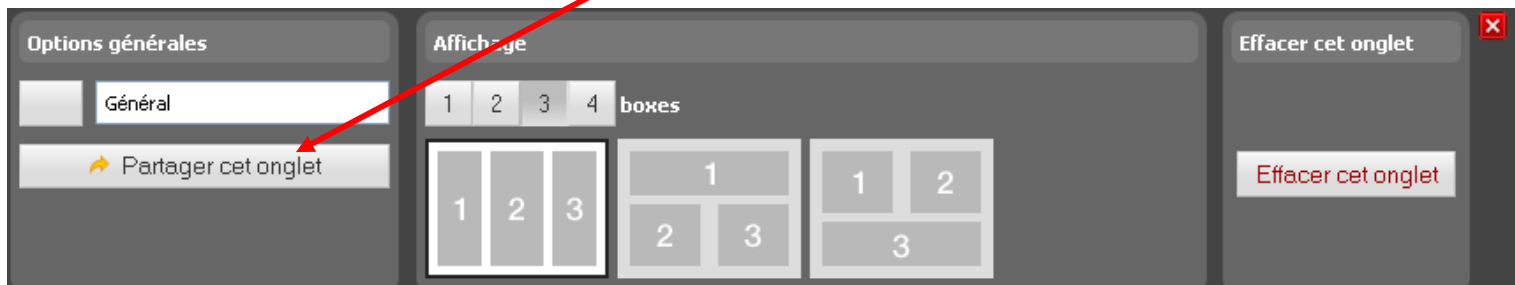 Options générales
Général
Partager cet onglet
Affichage
1 2 3 4 boxes
1 2 3
1
2 3
1 2
3
Effacer cet onglet
Effacer cet onglet